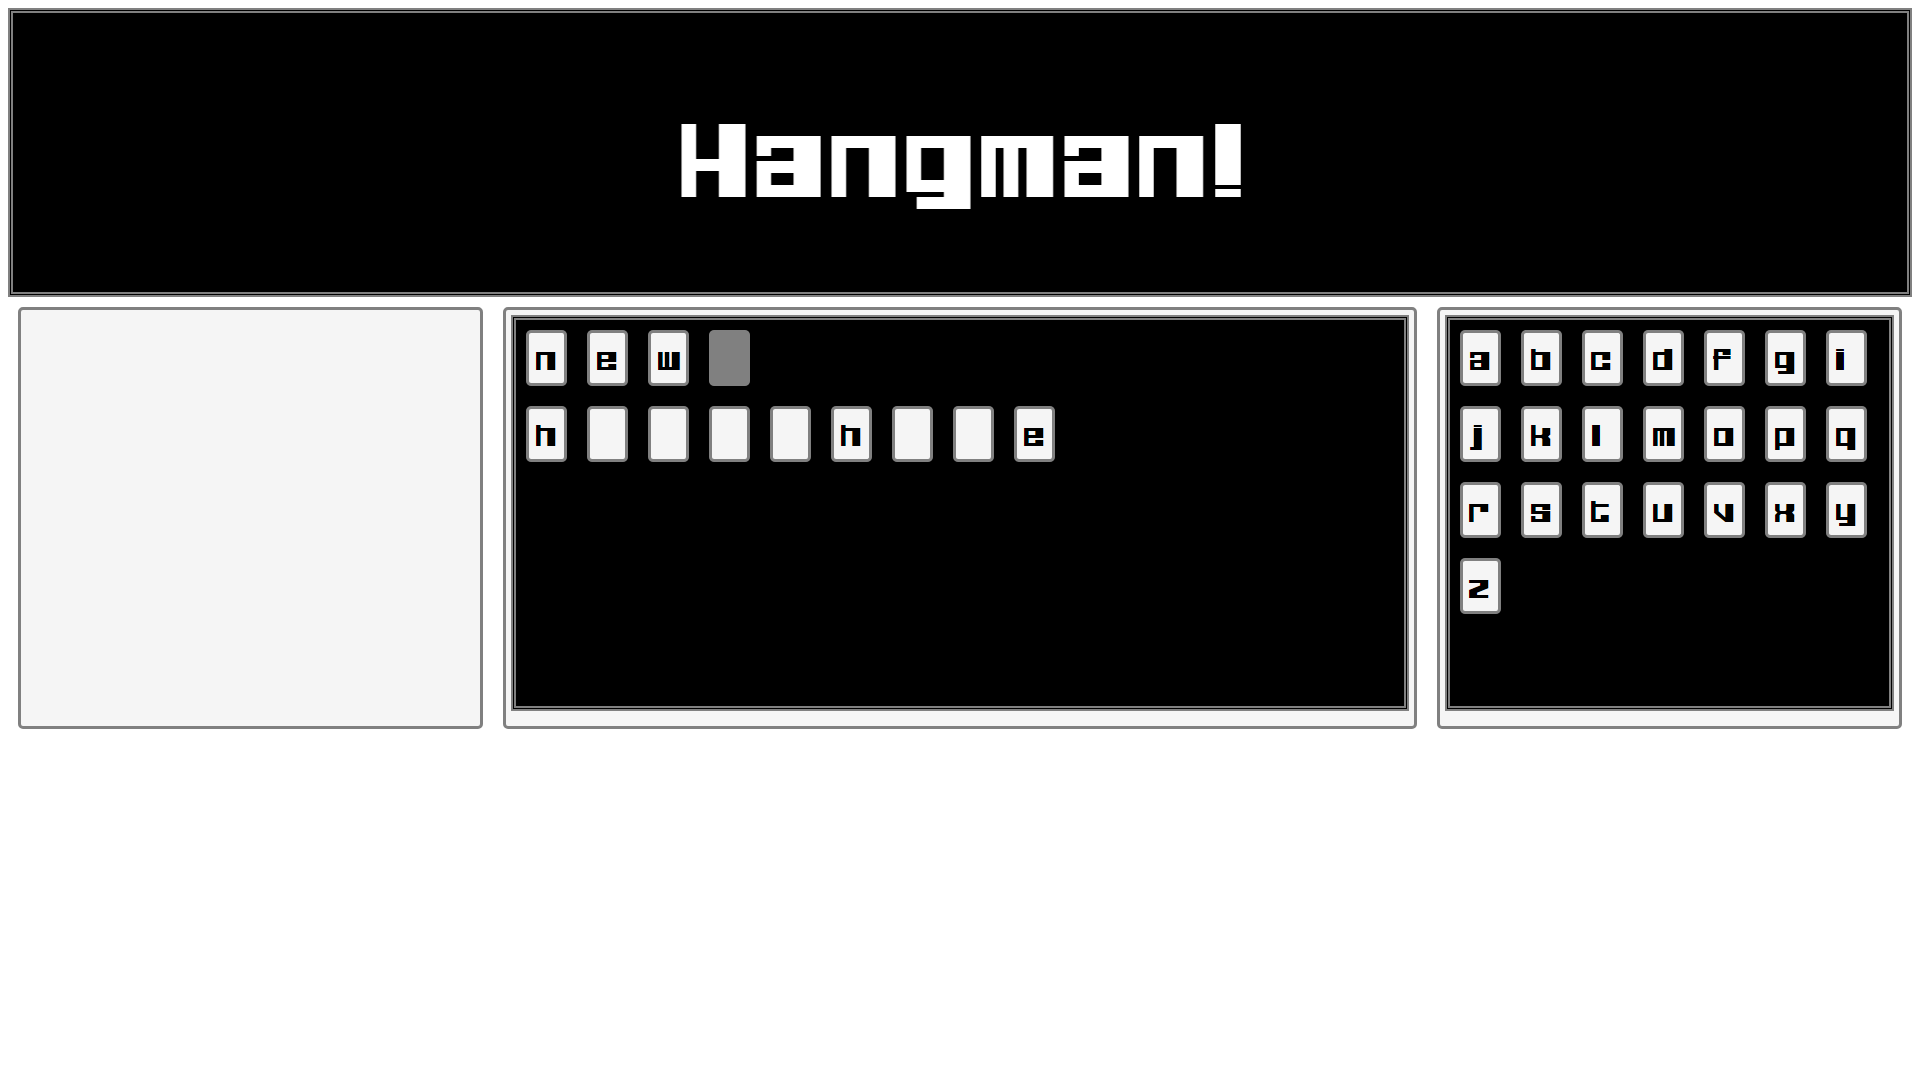 Hangman!
n e w
h h e
a b c d f g i
j k l m o p q
r s t u v x y
z